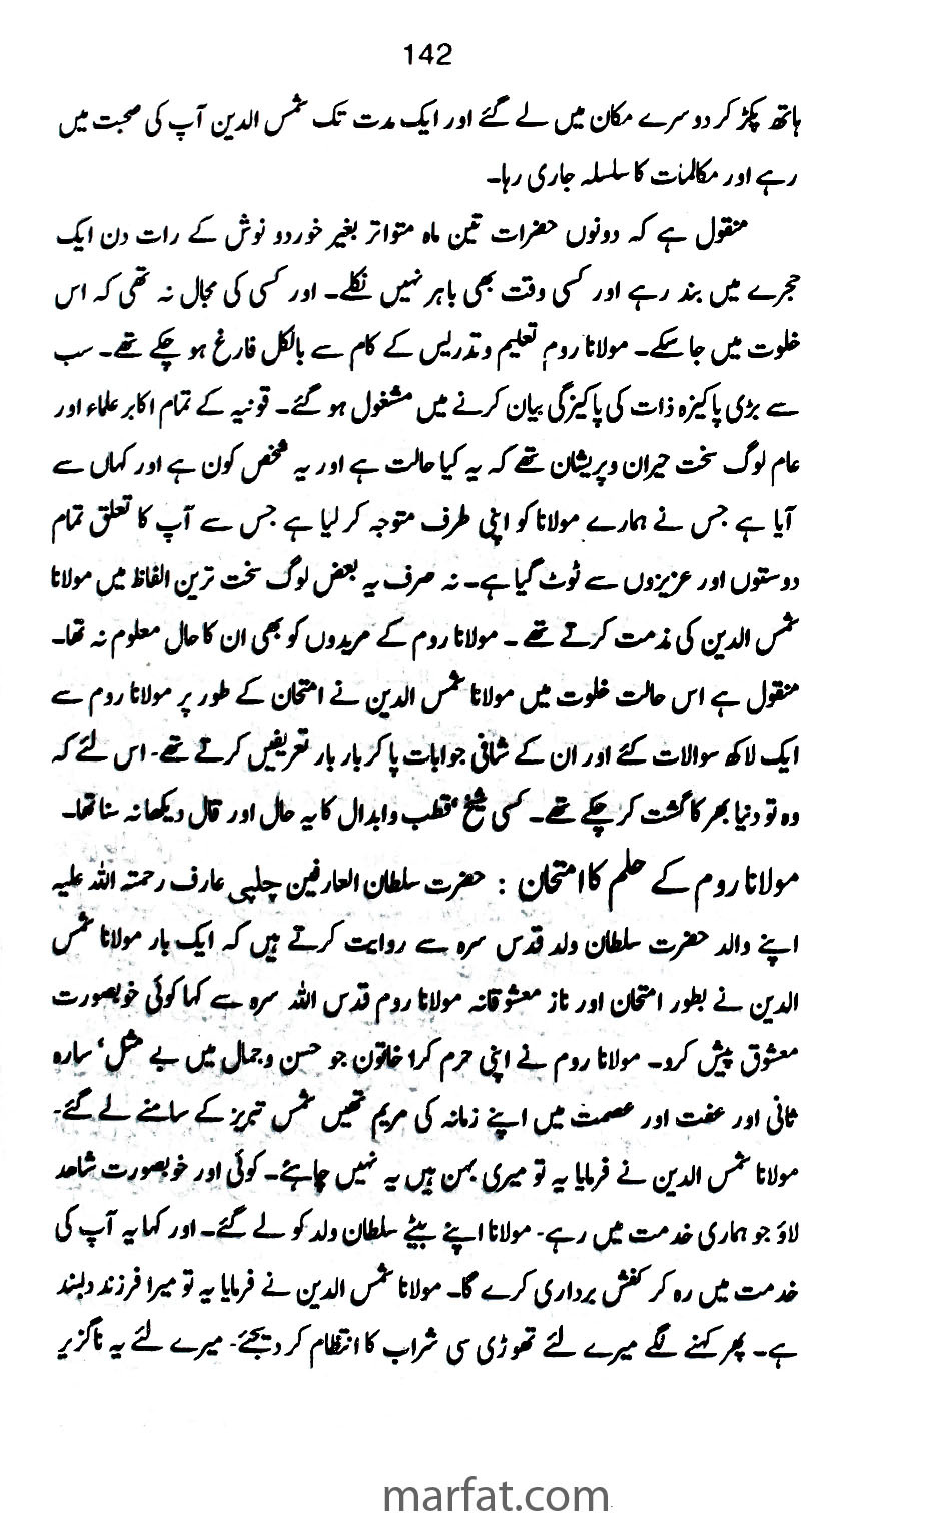 142
ہاتھ پکڑ کر دوسرے مکان میں لے گئے اور ایک مدت تک شمس الدین آپ کی صحبت میں
رہے اور مکالمات کا سلسلہ جاری رہا۔
منقول ہے کہ دونوں حضرات تین ماہ متواتر بغیر خورد و نوش کے رات دن ایک
حجرے میں بند رہے اور کسی وقت بھی باہر نہیں نکلے۔ اور کسی کی مجال نہ تھی کہ اس
خلوت میں جا سکے۔ مولانا روم تعلیم و تدریس کے کام سے بالکل فارغ ہو چکے تھے۔ سب
سے بڑی پاکیزہ ذات کی پاکیزگی بیان کرنے میں مشغول ہو گئے۔ قونیہ کے تمام اکابر علماء اور
عام لوگ سخت حیران و پریشان تھے کہ یہ کیا حالت ہے اور یہ شخص کون ہے اور کہاں سے
آیا ہے جس نے ہمارے مولانا کو اپنی طرف متوجہ کر لیا ہے جس سے آپ کا تعلق تمام
دوستوں اور عزیزوں سے ٹوٹ گیا ہے۔ نہ صرف یہ بعض لوگ سخت ترین الفاظ میں مولانا
شمس الدین کی مذمت کرتے تھے ۔ مولانا روم کے مریدوں کو بھی ان کا حال معلوم نہ تھا۔
منقول ہے اس حالت خلوت میں مولانا شمس الدین نے امتحان کے طور پر مولانا روم سے
ایک لاکھ سوالات کئے اور ان کے شافی جوابات پا کر بار بار تعریفیں کرتے تھے۔ اس لئے کہ
وہ تو دنیا بھر کا گشت کر چکے تھے۔ کسی شیخ‘ قطب و ابدال کا یہ حال اور قال دیکھا نہ سنا تھا۔
مولانا روم کے حلم کا امتحان : حضرت سلطان العارفین چلپی عارف رحمتہ اللہ علیہ
اپنے والد حضرت سلطان ولد قدس سرہ سے روایت کرتے ہیں کہ ایک بار مولانا شمس
الدین نے بطور امتحان اور ناز معشوقانہ مولانا روم قدس اللہ سرہ سے کہا کوئی خوبصورت
معشوق پیش کرو۔ مولانا روم نے اپنی حرم کرا خاتون جو حسن و جمال میں بے مثل‘ سارہ
ثانی اور عفت اور عصمت میں اپنے زمانہ کی مریم تھیں شمس تبریز کے سامنے لے گئے۔
مولانا شمس الدین نے فرمایا یہ تو میری بہن ہیں یہ نہیں چاہئے۔ کوئی اور خوبصورت شاہد
لاؤ جو ہماری خدمت میں رہے۔ مولانا اپنے بیٹے سلطان ولد کو لے گئے۔ اور کہا یہ آپ کی
خدمت میں رہ کر کفش برداری کرے گا۔ مولانا شمس الدین نے فرمایا یہ تو میرا فرزند دلبند
ہے۔ پھر کہنے لگے میرے لئے تھوڑی سی شراب کا انتظام کر دیجئے۔ میرے لئے یہ ناگزیر
marfat.com